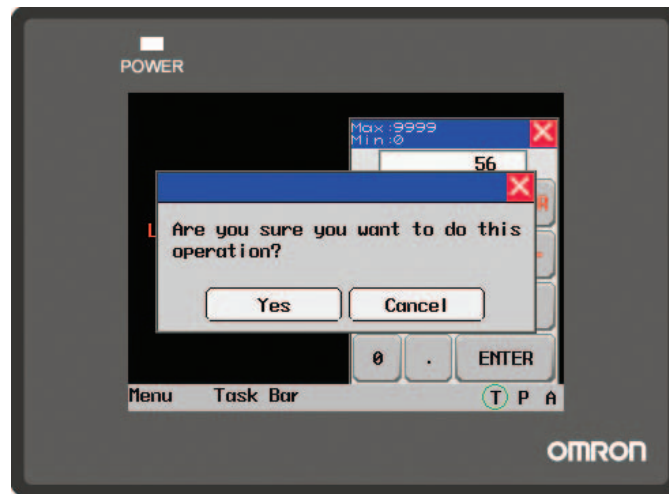 POWER
Max:9999
Min:0
56
L
Are you sure you want to do this
operation?
Yes
Cancel
0 . ENTER
Menu Task Bar T P A
OMRON